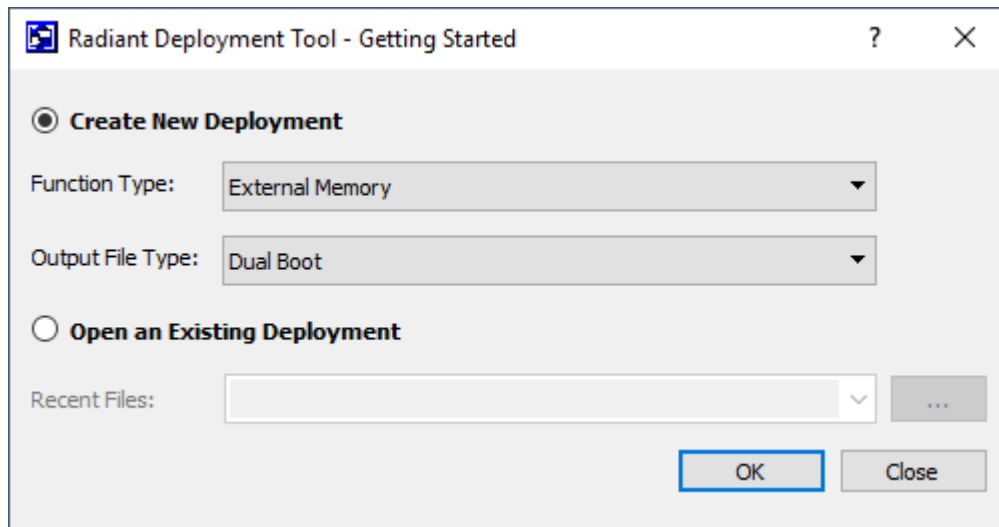 Radiant Deployment Tool - Getting Started ?
Create New Deployment
Function Type: External Memory
Output File Type: Dual Boot
Open an Existing Deployment
Recent Files: ...
OK Close